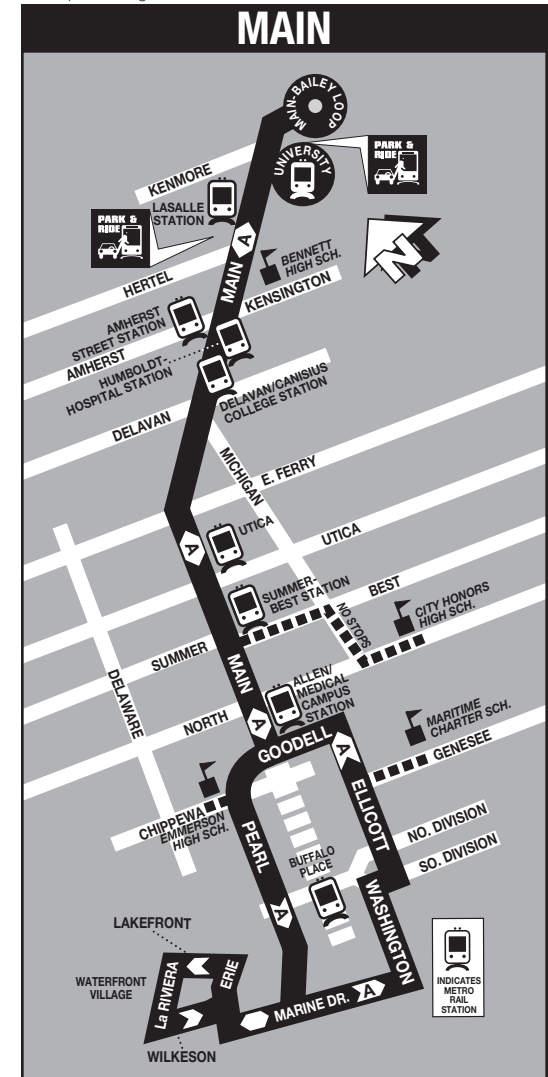 MAIN
MAIN-BAILEY LOOP
UNIVERSITY
PARK &
RIDE
KENMORE
LASALLE
STATION
PARK &
RIDE
N
MAIN
A
BENNETT
HIGH SCH.
HERTEL
KENSINGTON
AMHERST
STREET STATION
AMHERST
HUMBOLDT-
HOSPITAL STATION
DELAVAN/CANISIUS
COLLEGE STATION
DELAVAN
MICHIGAN
E. FERRY
A
UTICA
UTICA
SUMMER-
BEST STATION
BEST
NO STOPS
CITY HONORS
HIGH SCH.
SUMMER
MAIN
DELAWARE
ALLEN/
MEDICAL
CAMPUS
STATION
NORTH
A
GOODELL
MARITIME
CHARTER SCH.
A
GENESEE
CHIPPEWA
EMMERSON
HIGH SCH.
ELLICOTT
PEARL
NO. DIVISION
SO. DIVISION
BUFFALO
PLACE
A
WASHINGTON
LAKEFRONT
ERIE
WATERFRONT
VILLAGE
La RIVIERA
MARINE DR.
A
WILKESON
INDICATES
METRO
RAIL
STATION